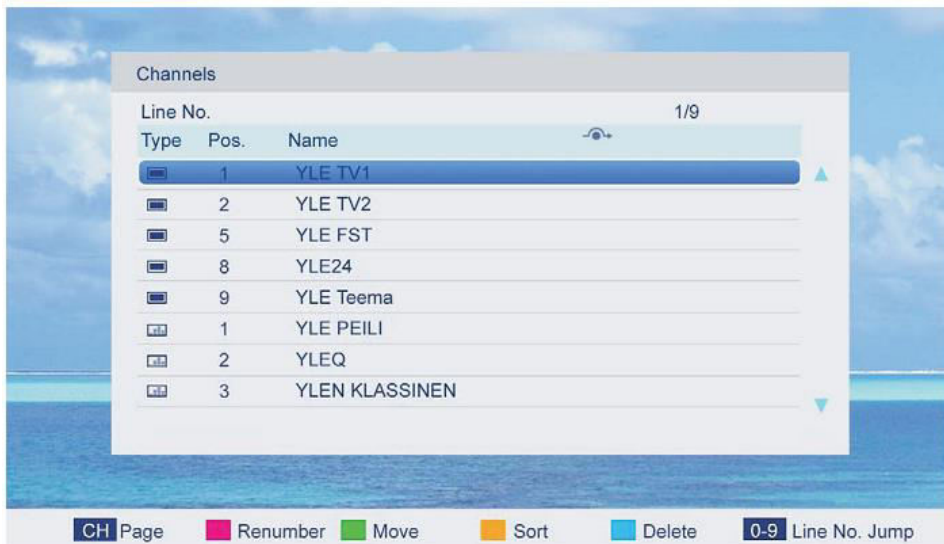 Channels
Line No. 1/9
Type Pos. Name
1 YLE TV1
2 YLE TV2
5 YLE FST
8 YLE24
9 YLE Teema
1 YLE PEILI
2 YLEQ
3 YLEN KLASSINEN
CH Page Renumber Move Sort Delete 0-9 Line No. Jump